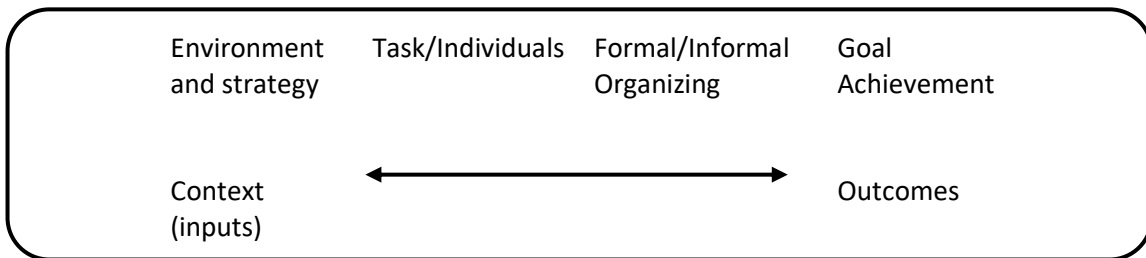 Environment and strategy
Task/Individuals
Formal/Informal Organizing
Goal Achievement
Context (inputs)
Outcomes